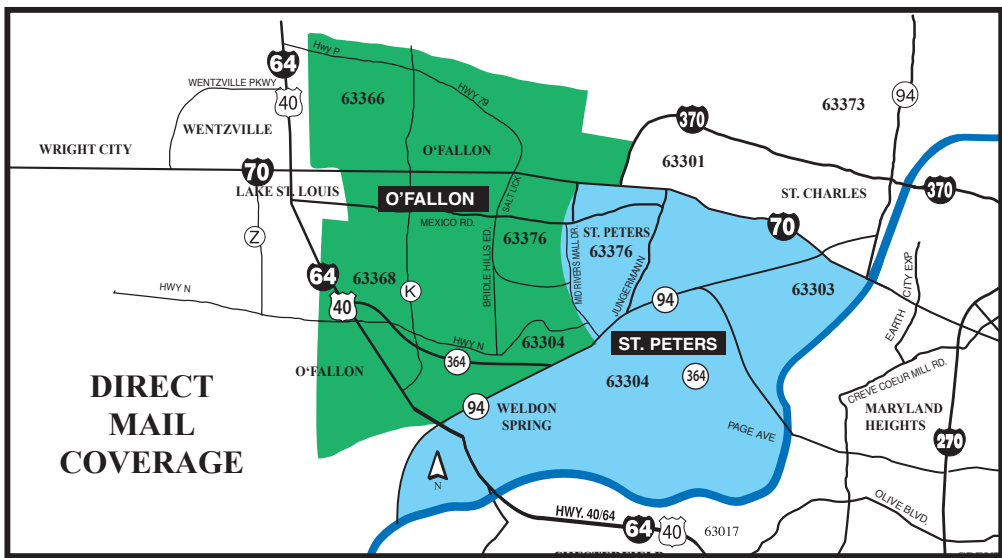 Hwy P
64
40
WENTZVILLE PKWY
63366
HWY 79
63373
94
WENTZVILLE
370
WRIGHT CITY
O'FALLON
63301
70
LAKE ST. LOUIS
ST. CHARLES
370
O'FALLON
SALT LICK
MEXICO RD.
70
Z
63376
ST. PETERS
63376
64
63368
BRIDLE HILLS ED.
MID RIVERS MALL DR.
JUNGERMANN
EARTH CITY EXP
HWY N
40
K
94
63303
HWY N
63304
ST. PETERS
364
O'FALLON
63304
364
CREVE COEUR MILL RD.
DIRECT
MAIL
COVERAGE
94
WELDON
SPRING
MARYLAND
HEIGHTS
PAGE AVE
270
N
HWY. 40/64
64
40
63017
OLIVE BLVD.